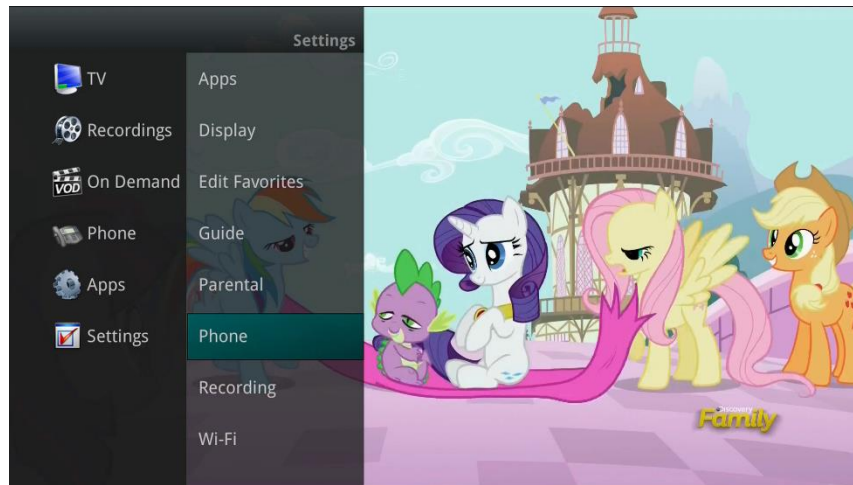 Settings
TV
Recordings
VOD
On Demand
Phone
Apps
Settings
Apps
Display
Edit Favorites
Guide
Parental
Phone
Recording
Wi-Fi
Discovery
Family